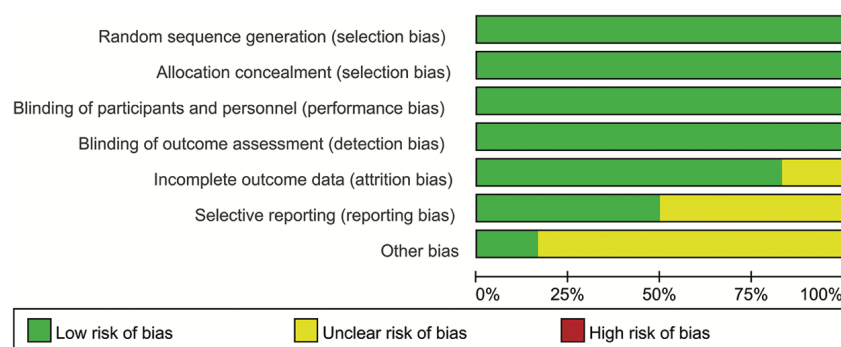 Random sequence generation (selection bias)
Allocation concealment (selection bias)
Blinding of participants and personnel (performance bias)
Blinding of outcome assessment (detection bias)
Incomplete outcome data (attrition bias)
Selective reporting (reporting bias)
Other bias
0% 25% 50% 75% 100%
Low risk of bias Unclear risk of bias High risk of bias